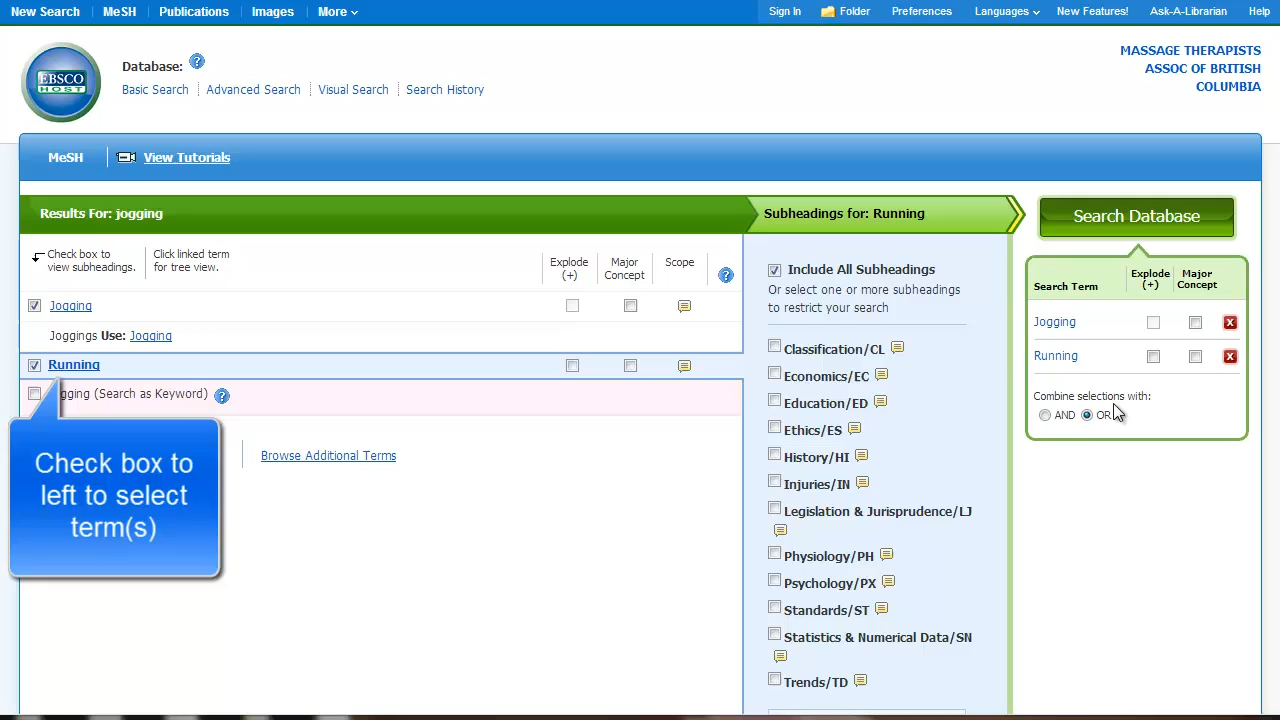 New Search MeSH Publications Images More Sign In Folder Preferences Languages New Features! Ask-A-Librarian Help
EBSCO
HOST
Database: ?
Basic Search Advanced Search Visual Search Search History
MASSAGE THERAPISTS
ASSOC OF BRITISH
COLUMBIA
MeSH View Tutorials
Results For: jogging
Check box to
view subheadings.
Click linked term
for tree view.
Explode
(+)
Major
Concept
Scope
?
Jogging
Joggings Use: Jogging
Running
gging (Search as Keyword) ?
Browse Additional Terms
Check box to
left to select
term(s)
Subheadings for: Running
Include All Subheadings
Or select one or more subheadings
to restrict your search
Classification/CL
Economics/EC
Education/ED
Ethics/ES
History/HI
Injuries/IN
Legislation & Jurisprudence/LJ
Physiology/PH
Psychology/PX
Standards/ST
Statistics & Numerical Data/SN
Trends/TD
Search Database
Search Term
Explode
(+)
Major
Concept
Jogging X
Running X
Combine selections with:
AND OR